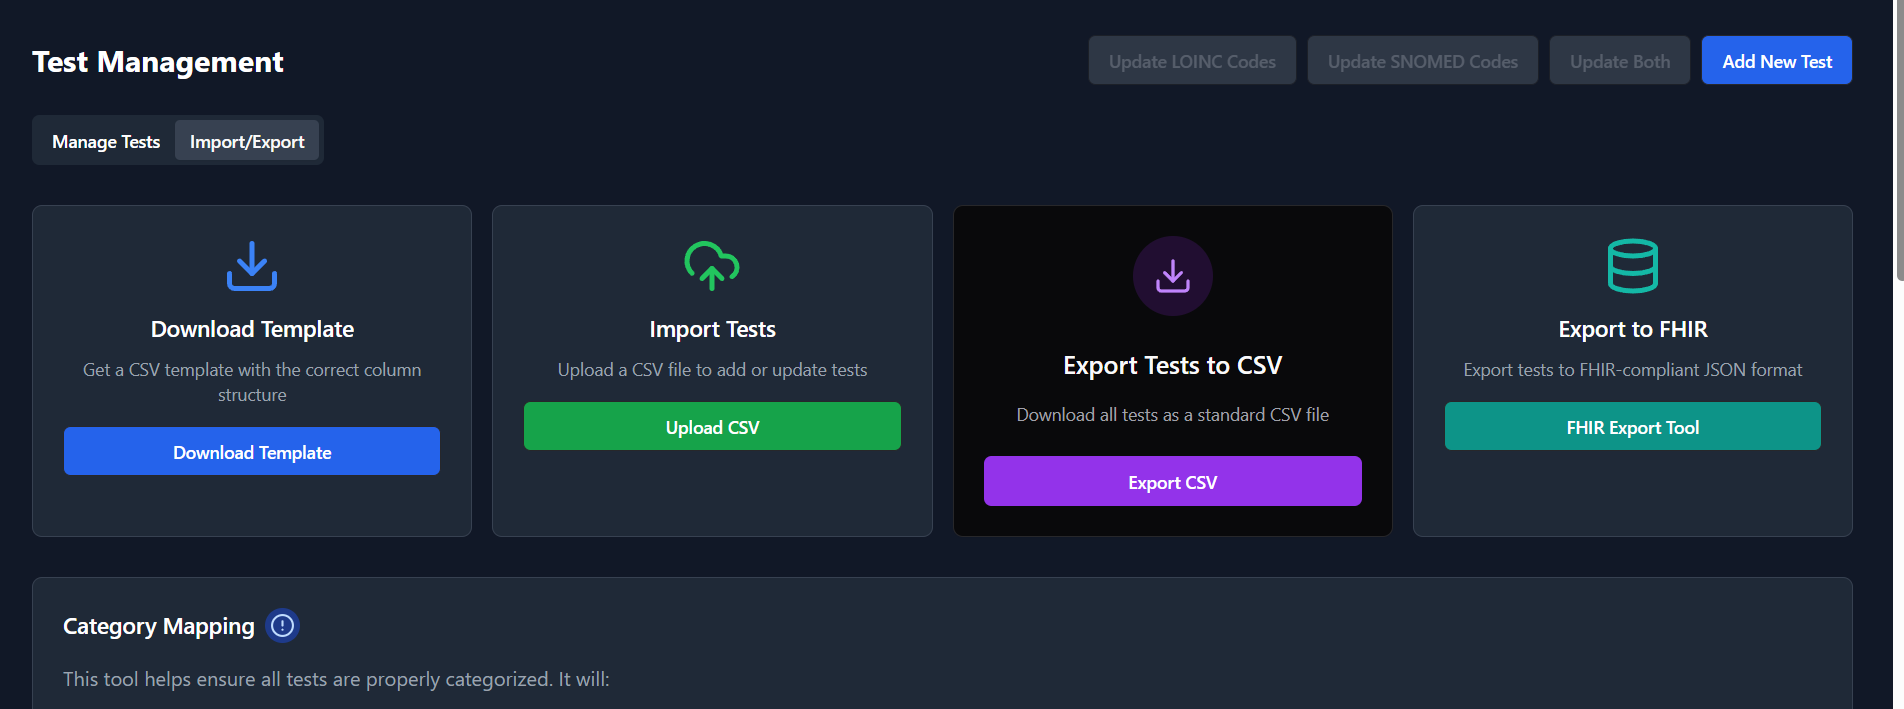 Test Management
Update LOINC Codes
Update SNOMED Codes
Update Both
Add New Test
Manage Tests
Import/Export
Download Template
Get a CSV template with the correct column
structure
Download Template
Import Tests
Upload a CSV file to add or update tests
Upload CSV
Export Tests to CSV
Download all tests as a standard CSV file
Export CSV
Export to FHIR
Export tests to FHIR-compliant JSON format
FHIR Export Tool
Category Mapping
This tool helps ensure all tests are properly categorized. It will: